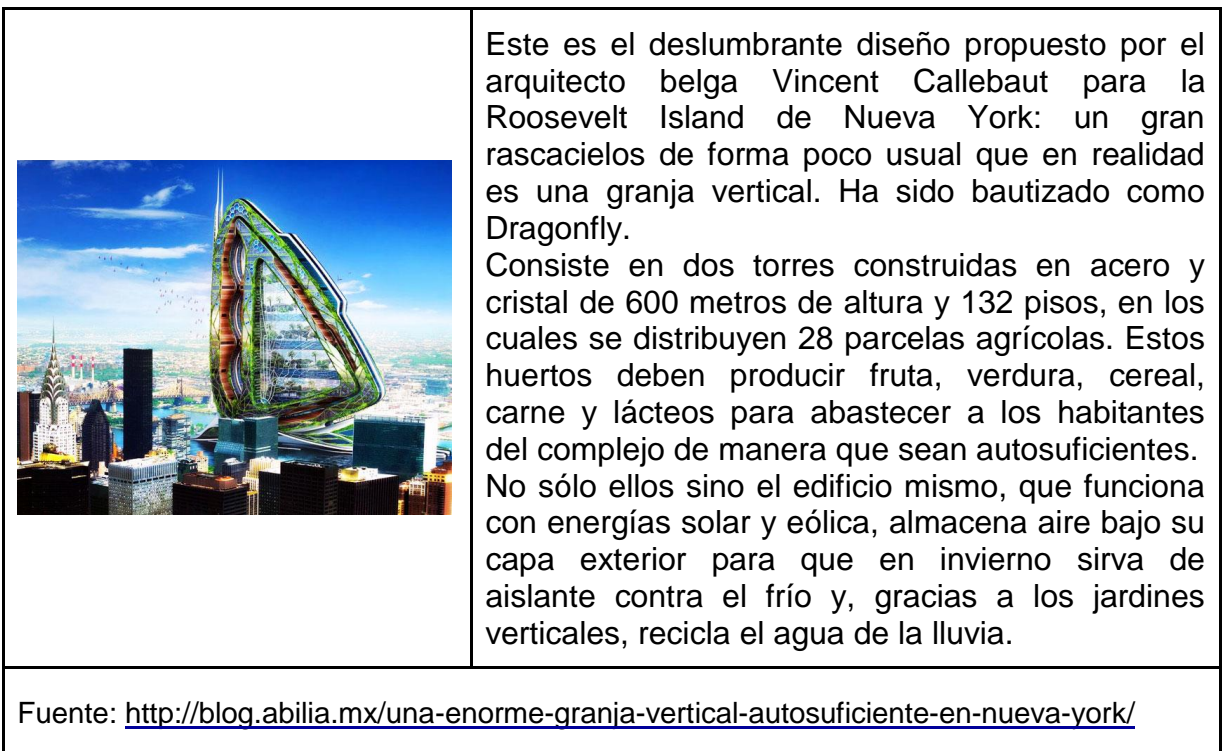 Este es el deslumbrante diseño propuesto por el
arquitecto belga Vincent Callebaut para la
Roosevelt Island de Nueva York: un gran
rascacielos de forma poco usual que en realidad
es una granja vertical. Ha sido bautizado como
Dragonfly.
Consiste en dos torres construidas en acero y
cristal de 600 metros de altura y 132 pisos, en los
cuales se distribuyen 28 parcelas agrícolas. Estos
huertos deben producir fruta, verdura, cereal,
carne y lácteos para abastecer a los habitantes
del complejo de manera que sean autosuficientes.
No sólo ellos sino el edificio mismo, que funciona
con energías solar y eólica, almacena aire bajo su
capa exterior para que en invierno sirva de
aislante contra el frío y, gracias a los jardines
verticales, recicla el agua de la lluvia.
Fuente: http://blog.abilia.mx/una-enorme-granja-vertical-autosuficiente-en-nueva-york/